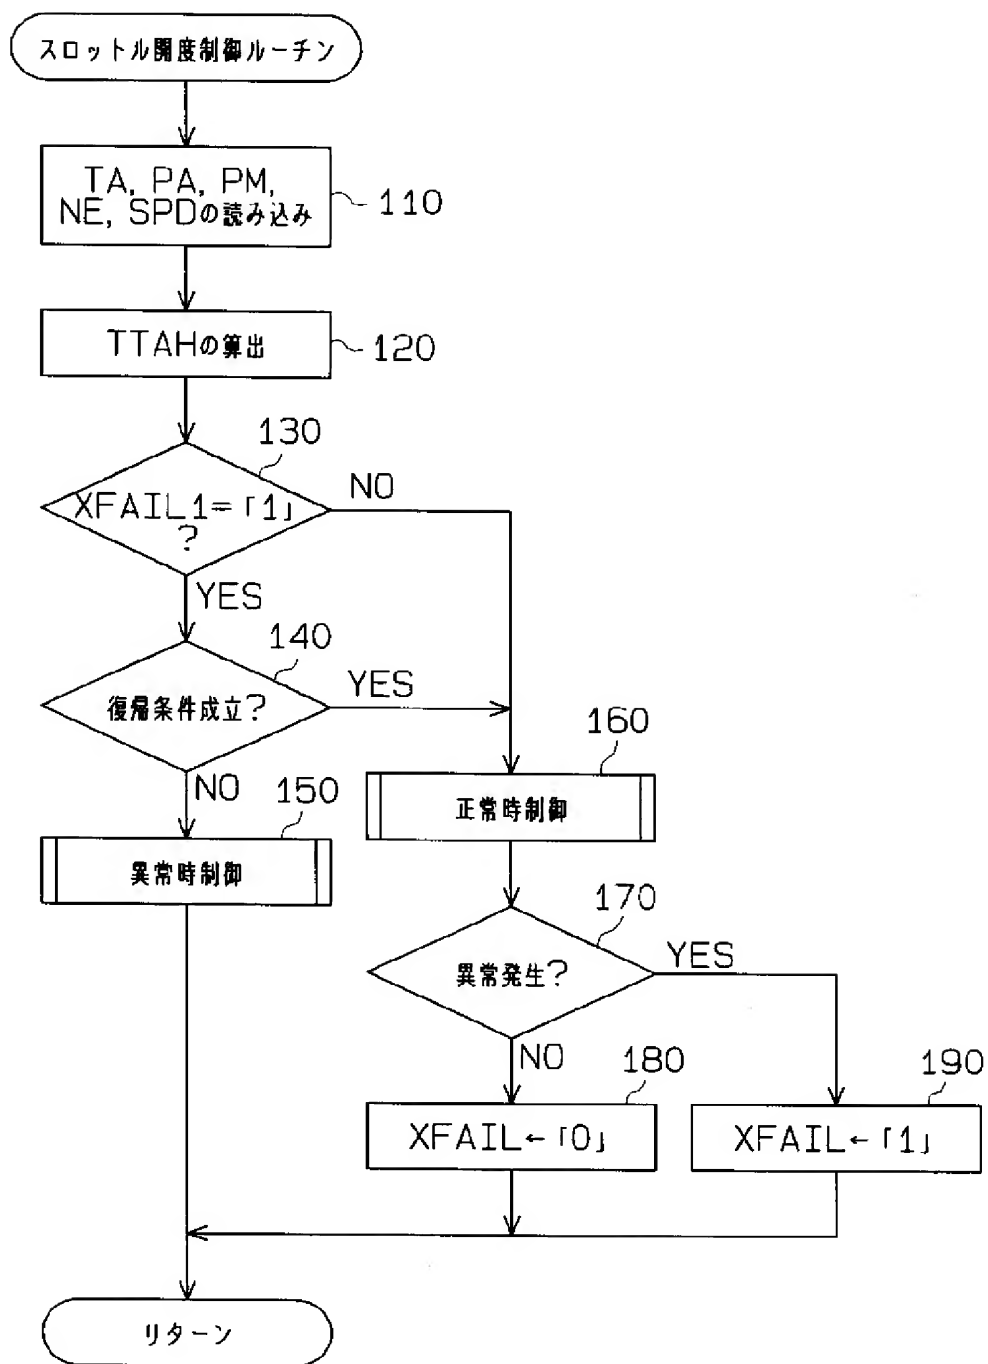 スロットル開度制御ルーチン
TA, PA, PM,
NE, SPDの読み込み
110
TTAHの算出
120
130
XFAIL1=「1」
?
NO
YES
140
復帰条件成立?
YES
NO
150
異常時制御
160
正常時制御
170
異常発生?
YES
NO
180
XFAIL←「0」
190
XFAIL←「1」
リターン